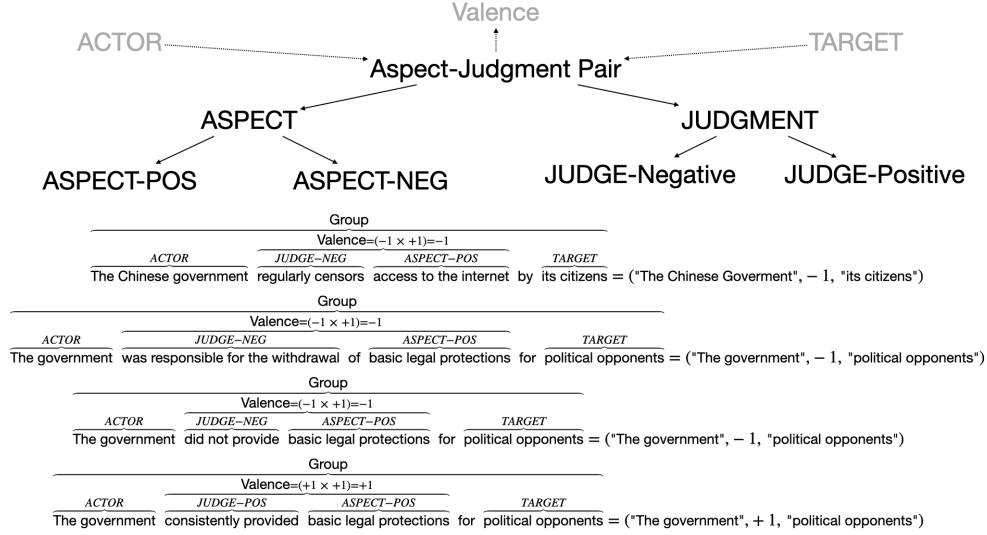 Valence
ACTOR
TARGET
Aspect-Judgment Pair
ASPECT
JUDGMENT
ASPECT-POS
ASPECT-NEG
JUDGE-Negative
JUDGE-Positive
Group
Valence=(−1 × +1)=−1
ACTOR JUDGE−NEG ASPECT−POS TARGET
The Chinese government regularly censors access to the internet by its citizens = ("The Chinese Goverment", − 1, "its citizens")
Group
Valence=(−1 × +1)=−1
ACTOR JUDGE−NEG ASPECT−POS TARGET
The government was responsible for the withdrawal of basic legal protections for political opponents = ("The government", − 1, "political opponents")
Group
Valence=(−1 × +1)=−1
ACTOR JUDGE−NEG ASPECT−POS TARGET
The government did not provide basic legal protections for political opponents = ("The government", − 1, "political opponents")
Group
Valence=(+1 × +1)=+1
ACTOR JUDGE−POS ASPECT−POS TARGET
The government consistently provided basic legal protections for political opponents = ("The government", + 1, "political opponents")